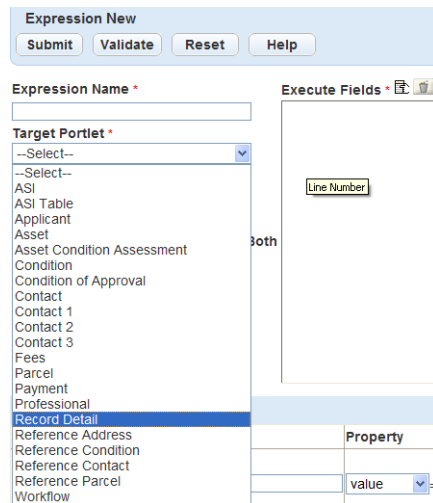 Expression New
Submit Validate Reset Help
Expression Name *
Execute Fields *
Target Portlet *
--Select--
--Select--
ASI
ASI Table
Applicant
Asset
Asset Condition Assessment
Condition
Condition of Approval
Contact
Contact 1
Contact 2
Contact 3
Fees
Parcel
Payment
Professional
Record Detail
Reference Address
Reference Condition
Reference Contact
Reference Parcel
Workflow
Line Number
Both
Property
value =